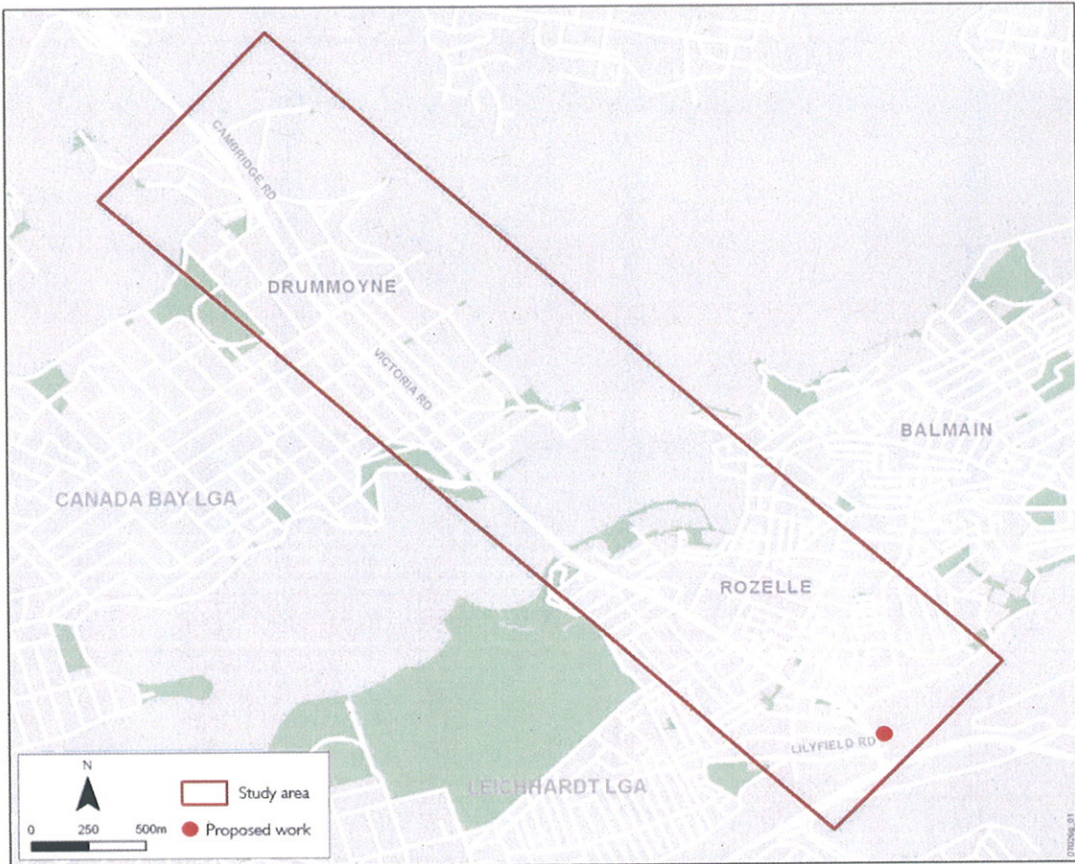 CAMBRIDGE RD
DRUMMOYNE
VICTORIA RD
BALMAIN
CANADA BAY LGA
ROZELLE
LILYFIELD RD
LEICHHARDT LGA
N
Study area
0 250 500m
Proposed work